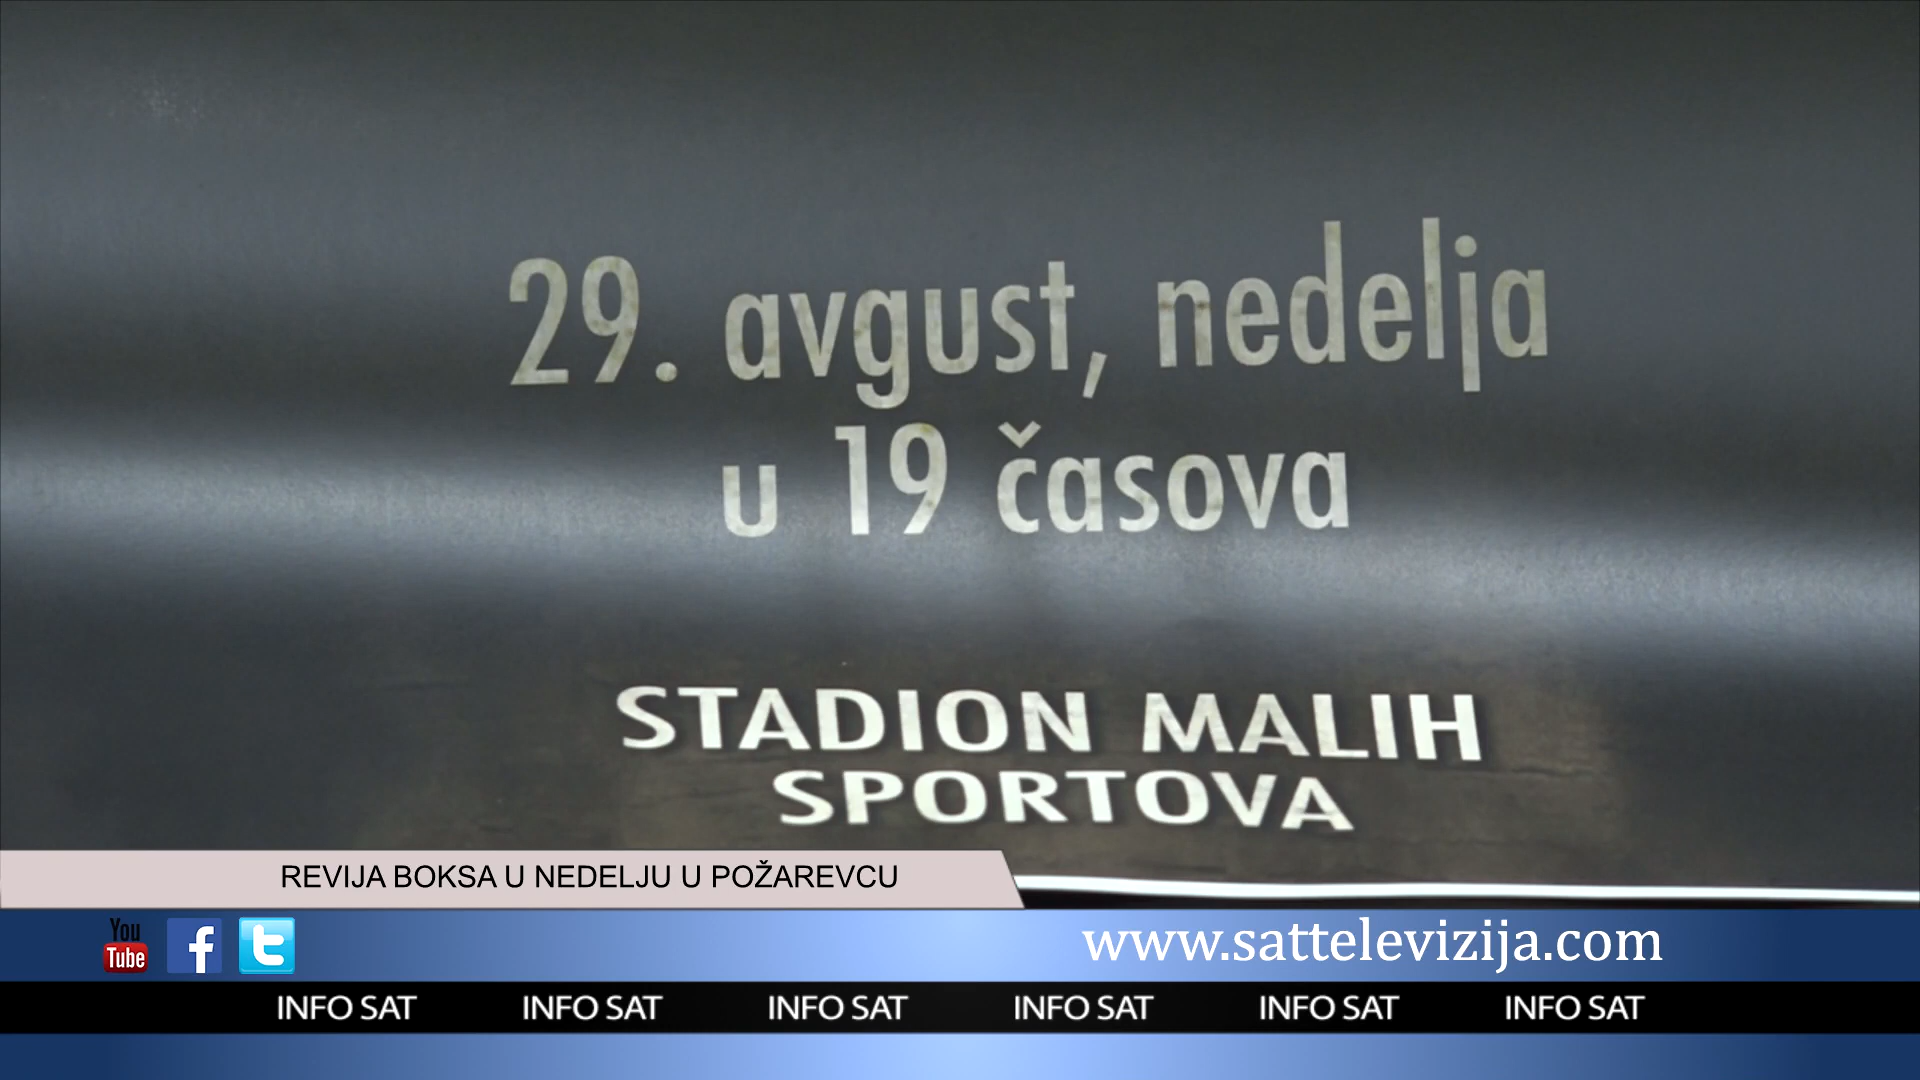 29. avgust, nedelja
u 19 časova
STADION MALIH
SPORTOVA
REVIJA BOKSA U NEDELJU U POŽAREVCU
You
Tube
www.sattelevizija.com
INFO SAT INFO SAT INFO SAT INFO SAT INFO SAT INFO SAT